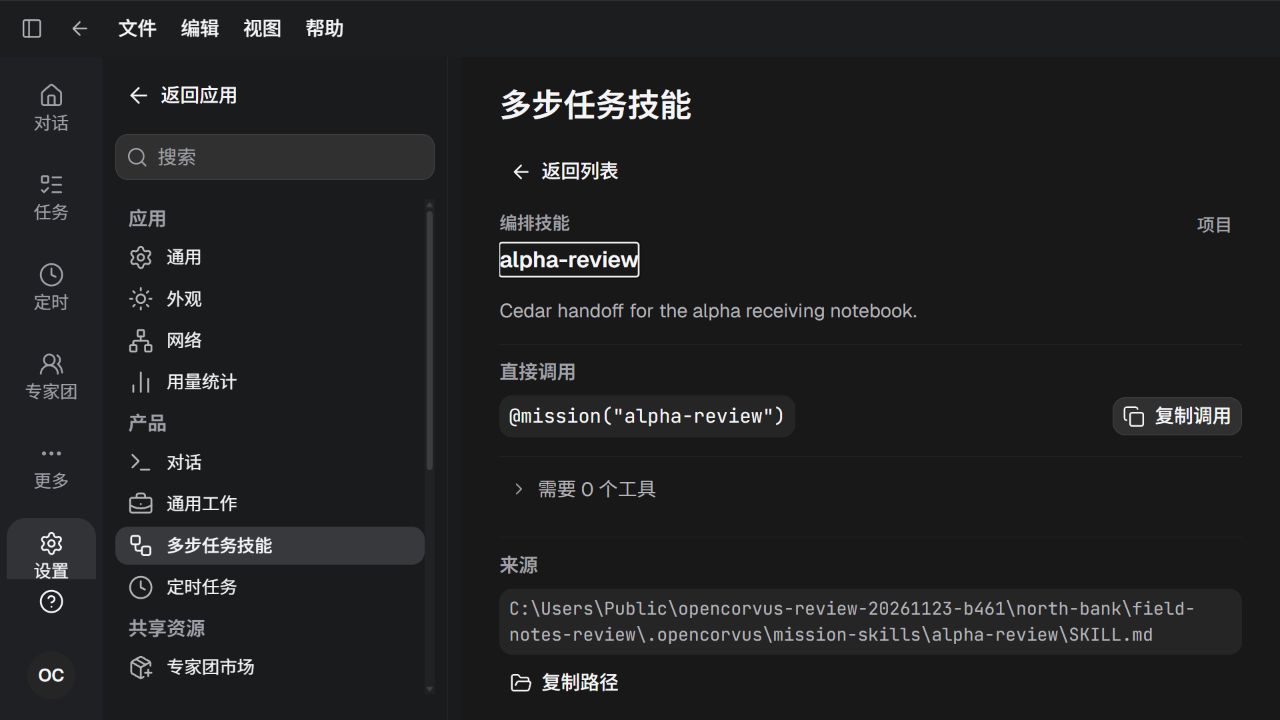 文件 编辑 视图 帮助
对话
任务
定时
专家团
更多
设置
OC
返回应用
搜索
应用
通用
外观
网络
用量统计
产品
对话
通用工作
多步任务技能
定时任务
共享资源
专家团市场
多步任务技能
返回列表
编排技能
项目
alpha-review
Cedar handoff for the alpha receiving notebook.
直接调用
@mission("alpha-review")
复制调用
需要 0 个工具
来源
C:\Users\Public\opencorvus-review-20261123-b461\north-bank\field-
notes-review\.opencorvus\mission-skills\alpha-review\SKILL.md
复制路径